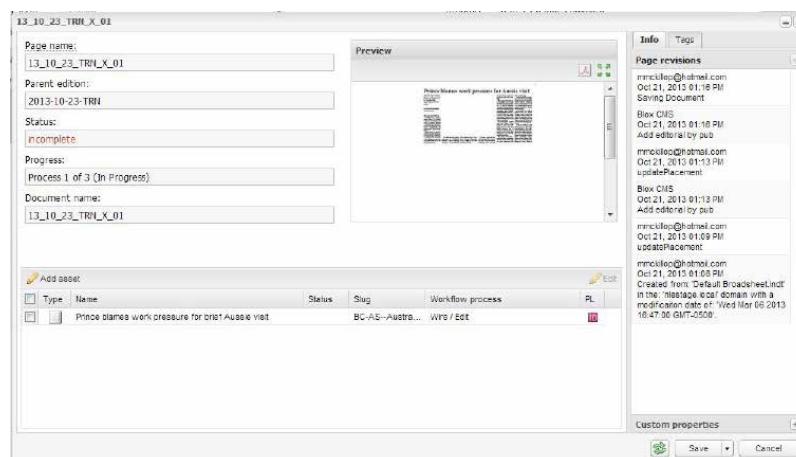 13_10_23_TRN_X_01
Page name:
13_10_23_TRN_X_01
Parent edition:
2013-10-23-TRN
Status:
incomplete
Progress:
Process 1 of 3 (In Progress)
Document name:
13_10_23_TRN_X_01
Preview
Prince blames work pressure for Aussie visit
Add asset
Edit
Type Name Status Slug Workflow process PL
Prince blames work pressure for brief Aussie visit BC-AS--Austra... Wire / Edit
Info Tags
Page revisions
mmckillop@hotmail.com
Oct 21, 2013 01:16 PM
Saving Document
Blox CMS
Oct 21, 2013 01:16 PM
Add editorial by pub
mmckillop@hotmail.com
Oct 21, 2013 01:13 PM
updatePlacement
Blox CMS
Oct 21, 2013 01:13 PM
Add editorial by pub
mmckillop@hotmail.com
Oct 21, 2013 01:09 PM
updatePlacement
mmckillop@hotmail.com
Oct 21, 2013 01:08 PM
Created from: 'Default Broadsheet.indt'
in the: 'nlestage.local' domain with a
modification date of: 'Wed Mar 06 2013
16:47:00 GMT-0500'.
Custom properties
Save
Cancel